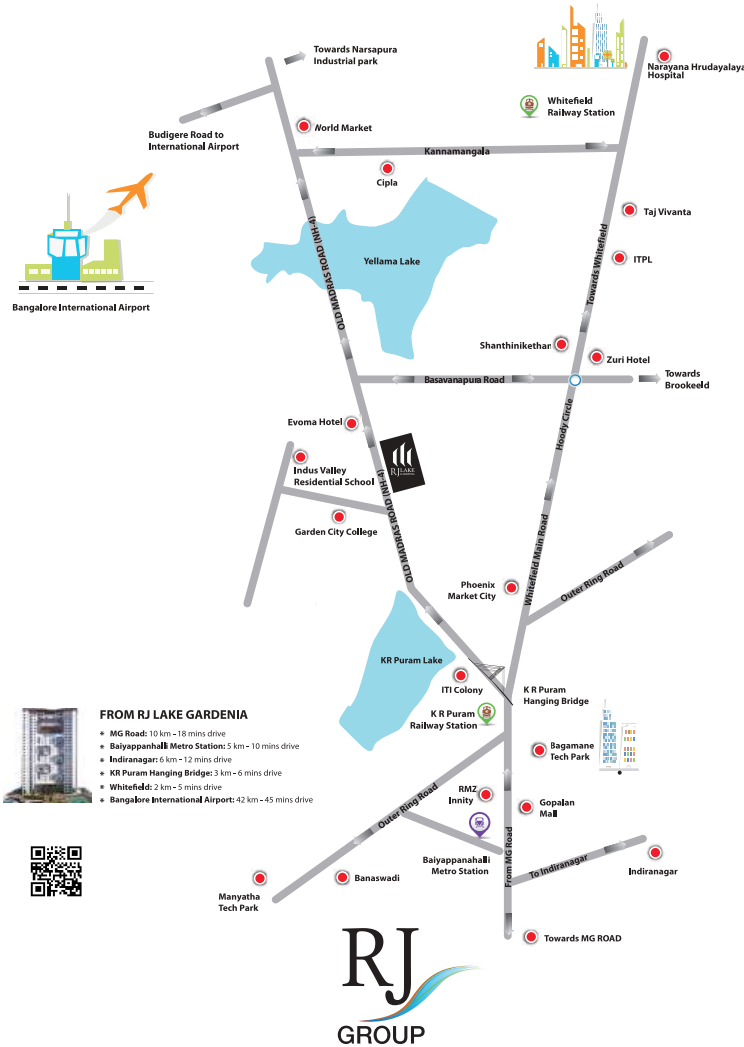 Towards Narsapura
Industrial park
Narayana Hrudayalaya
Hospital
Whitefield
Railway Station
World Market
Budigere Road to
International Airport
Kannamangala
Cipla
Taj Vivanta
Towards Whitefield
OLD MADRAS ROAD (NH-4)
Yellama Lake
ITPL
Bangalore International Airport
Shanthinikethan
Zuri Hotel
Basavanapura Road
Towards
Brookeeld
Hoody Circle
Evoma Hotel
RJ LAKE
Indus Valley
Residential School
OLD MADRAS ROAD (NH-4)
Garden City College
Whitefield Main Road
Phoenix
Market City
Outer Ring Road
KR Puram Lake
ITI Colony
K R Puram
Hanging Bridge
K R Puram
Railway Station
FROM RJ LAKE GARDENIA
* MG Road: 10 km – 18 mins drive
* Baiyappanhalli Metro Station: 5 km – 10 mins drive
* Indiranagar: 6 km – 12 mins drive
* KR Puram Hanging Bridge: 3 km – 6 mins drive
* Whitefield: 2 km – 5 mins drive
* Bangalore International Airport: 42 km – 45 mins drive
Bagamane
Tech Park
RMZ
Innity
Gopalan
Mall
Outer Ring Road
Baiyappanahalli
Metro Station
From MG Road
To Indiranagar
Indiranagar
Banaswadi
Manyatha
Tech Park
Towards MG ROAD
RJ
GROUP